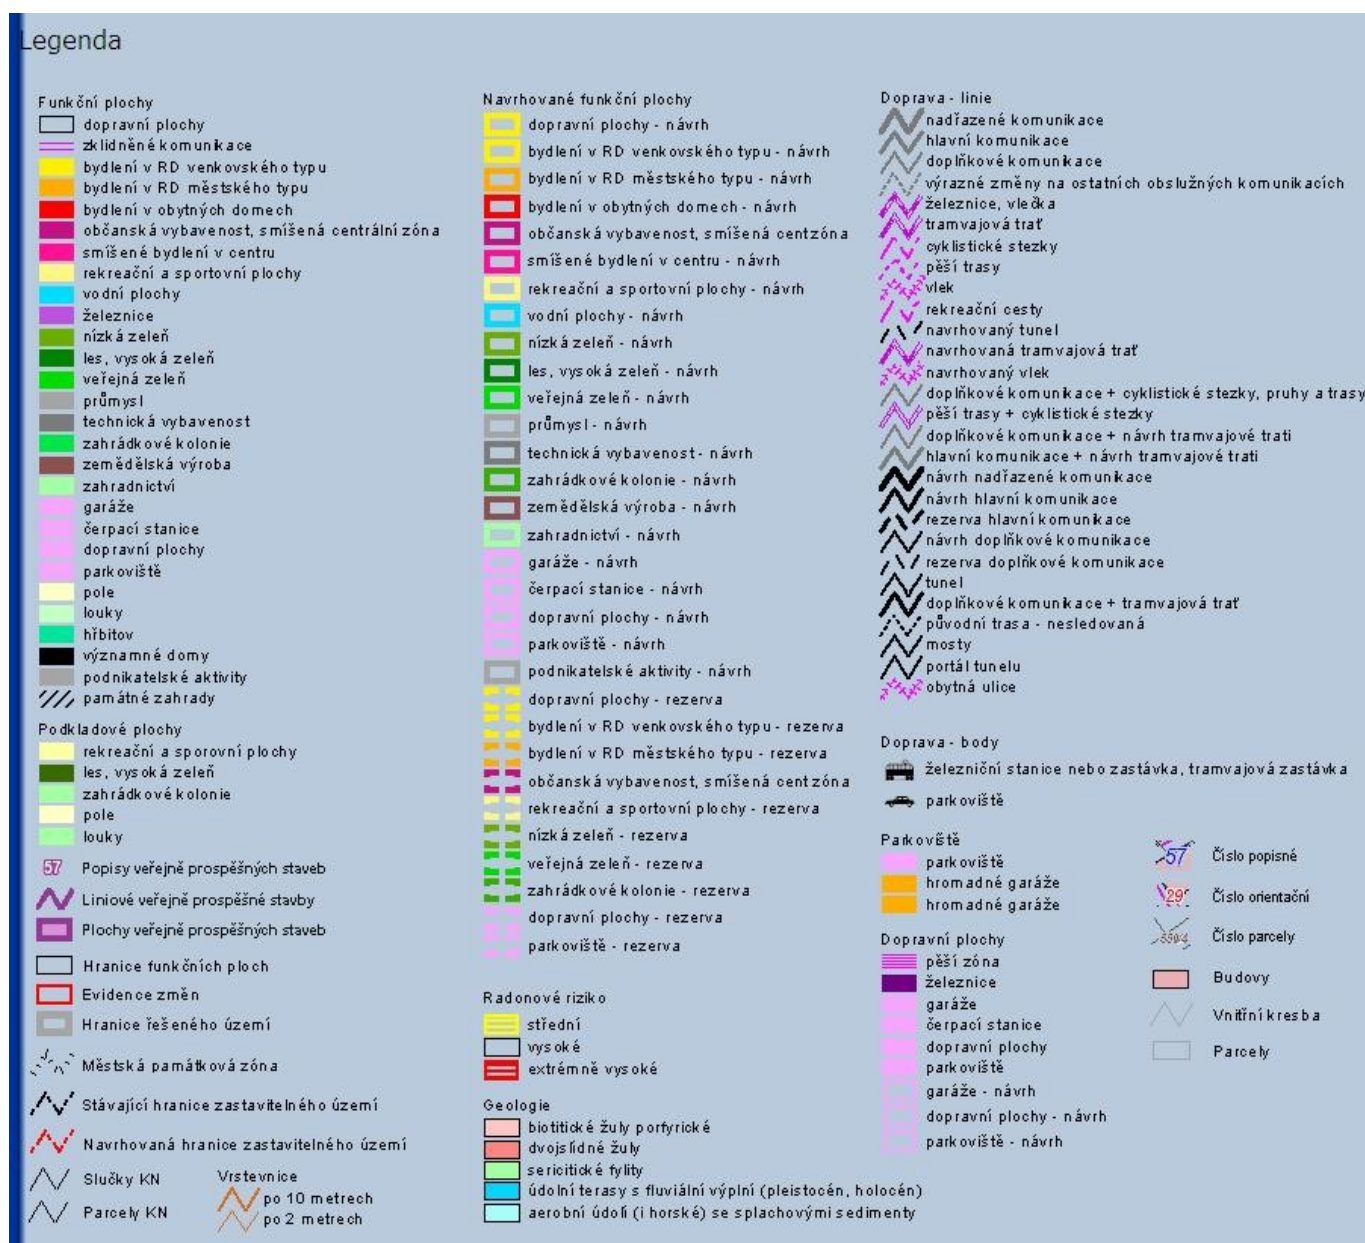 Legenda
Funkční plochy
dopravní plochy
zklidněné komunikace
bydlení v RD venkovského typu
bydlení v RD městského typu
bydlení v obytných domech
občanská vybavenost, smíšená centrální zóna
smíšené bydlení v centru
rekreační a sportovní plochy
vodní plochy
železnice
nízká zeleň
les, vysoká zeleň
veřejná zeleň
průmysl
technická vybavenost
zahrádkové kolonie
zemědělská výroba
zahradnictví
garáže
čerpací stanice
dopravní plochy
parkoviště
pole
louky
hřbitov
významné domy
podnikatelské aktivity
památné zahrady
Podkladové plochy
rekreační a sporovní plochy
les, vysoká zeleň
zahrádkové kolonie
pole
louky
57 Popisy veřejně prospěšných staveb
Liniové veřejně prospěšné stavby
Plochy veřejně prospěšných staveb
Hranice funkčních ploch
Evidence změn
Hranice řešeného území
Městská památková zóna
Stávající hranice zastavitelného území
Navrhovaná hranice zastavitelného území
Slučky KN
Parcely KN
Vrstevnice
po 10 metrech
po 2 metrech
Navrhované funkční plochy
dopravní plochy - návrh
bydlení v RD venkovského typu - návrh
bydlení v RD městského typu - návrh
bydlení v obytných domech - návrh
občanská vybavenost, smíšená centzóna
smíšené bydlení v centru - návrh
rekreační a sportovní plochy - návrh
vodní plochy - návrh
nízká zeleň - návrh
les, vysoká zeleň - návrh
veřejná zeleň - návrh
průmysl - návrh
technická vybavenost - návrh
zahrádkové kolonie - návrh
zemědělská výroba - návrh
zahradnictví - návrh
garáže - návrh
čerpací stanice - návrh
dopravní plochy - návrh
parkoviště - návrh
podnikatelské aktivity - návrh
dopravní plochy - rezerva
bydlení v RD venkovského typu - rezerva
bydlení v RD městského typu - rezerva
občanská vybavenost, smíšená centzóna
rekreační a sportovní plochy - rezerva
nízká zeleň - rezerva
veřejná zeleň - rezerva
zahrádkové kolonie - rezerva
dopravní plochy - rezerva
parkoviště - rezerva
Radonové riziko
střední
vysoké
extrémně vysoké
Geologie
biotitické žuly porfyrické
dvojslídné žuly
sericitické fylity
údolní terasy s fluviální výplní (pleistocén, holocén)
aerobní údolí (i horské) se splachovými sedimenty
Doprava - linie
nadřazené komunikace
hlavní komunikace
doplňkové komunikace
výrazné změny na ostatních obslužných komunikacích
železnice, vlečka
tramvajová trať
cyklistické stezky
pěší trasy
vlek
rekreační cesty
navrhovaný tunel
navrhovaná tramvajová trať
navrhovaný vlek
doplňkové komunikace + cyklistické stezky, pruhy a trasy
pěší trasy + cyklistické stezky
doplňkové komunikace + návrh tramvajové trati
hlavní komunikace + návrh tramvajové trati
návrh nadřazené komunikace
návrh hlavní komunikace
rezerva hlavní komunikace
návrh doplňkové komunikace
rezerva doplňkové komunikace
tunel
doplňkové komunikace + tramvajová trať
původní trasa - nesledovaná
mosty
portál tunelu
obytná ulice
Doprava - body
železniční stanice nebo zastávka, tramvajová zastávka
parkoviště
Parkoviště
parkoviště
hromadné garáže
hromadné garáže
Dopravní plochy
pěší zóna
železnice
garáže
čerpací stanice
dopravní plochy
parkoviště
garáže - návrh
dopravní plochy - návrh
parkoviště - návrh
57 Číslo popisné
29 Číslo orientační
Číslo parcely
Budovy
Vnitřní kresba
Parcely